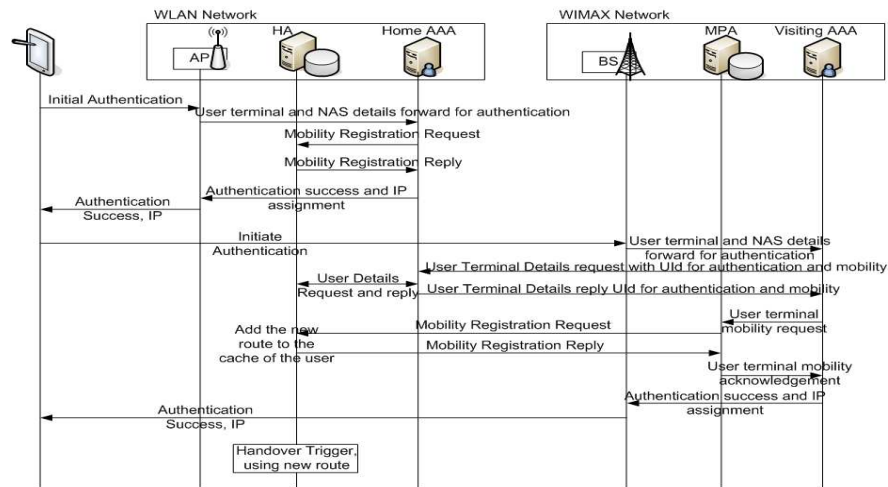 WLAN Network
WIMAX Network
HA
Home AAA
MPA
Visiting AAA
AP
BS
Initial Authentication
User terminal and NAS details forward for authentication
Mobility Registration Request
Mobility Registration Reply
Authentication success and IP
assignment
Authentication
Success, IP
Initiate
Authentication
User terminal and NAS details
forward for authentication
User Terminal Details request with UId for authentication and mobility
User Details
Request and reply
User Terminal Details reply UId for authentication and mobility
User terminal
mobility request
Mobility Registration Request
Add the new
route to the
cache of the user
Mobility Registration Reply
User terminal mobility
acknowledgement
Authentication success and IP
assignment
Authentication
Success, IP
Handover Trigger,
using new route